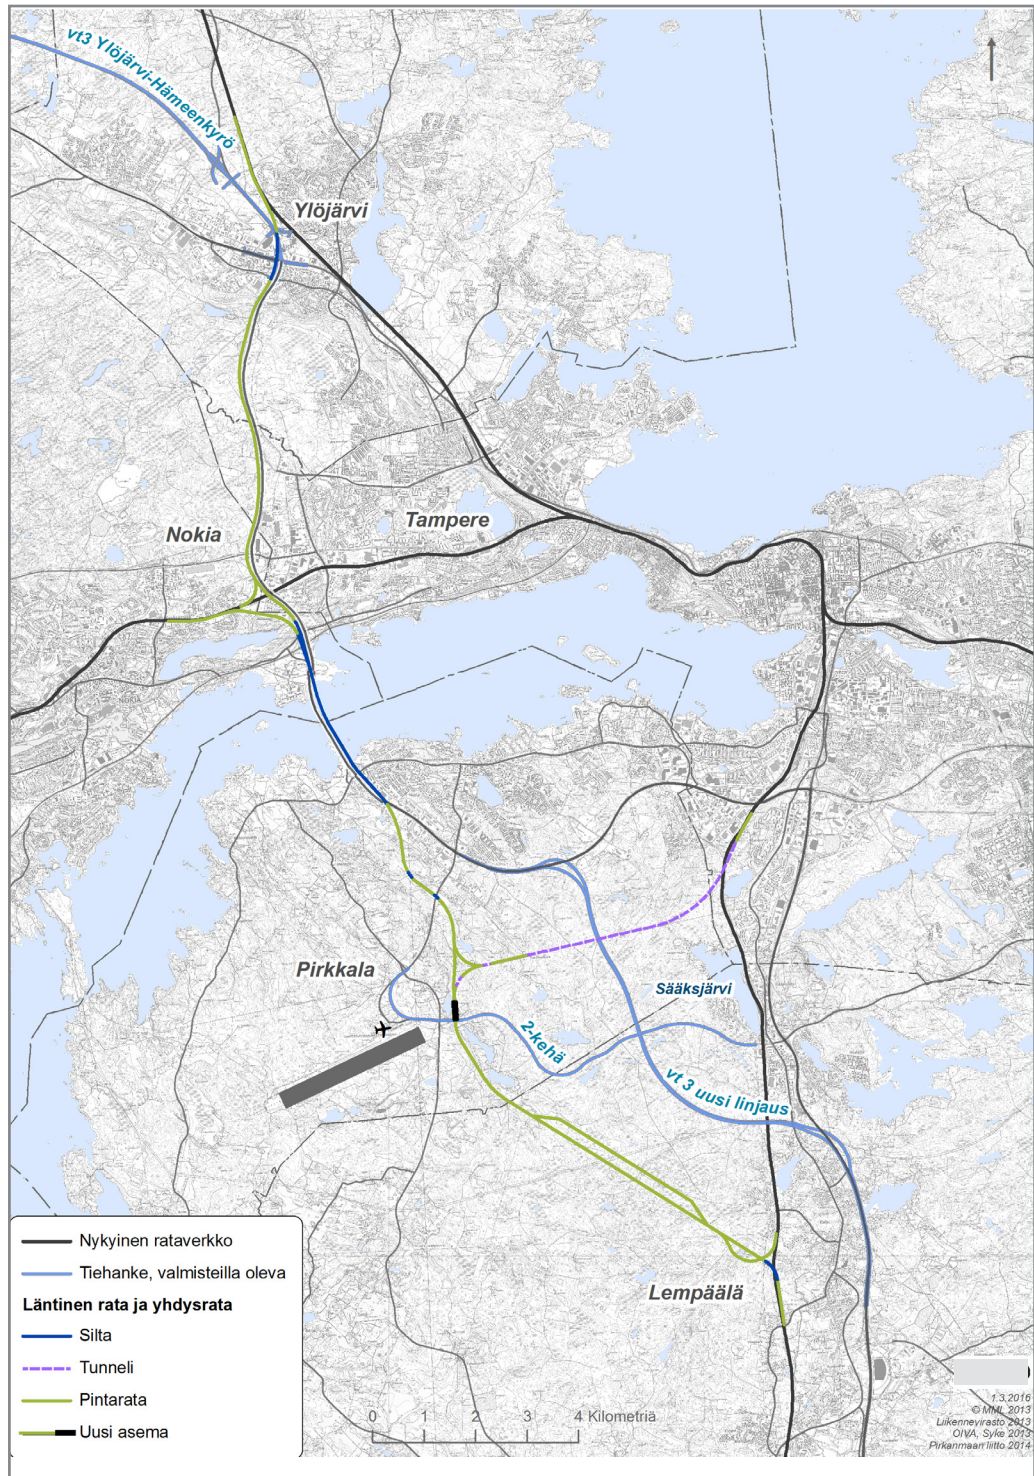 vt3 Ylöjärvi-Hämeenkyrö
Ylöjärvi
Nokia
Tampere
Pirkkala
Sääksjärvi
2-kehä
vt 3 uusi linjaus
Lempäälä
Nykyinen rataverkko
Tiehanke, valmisteilla oleva
Läntinen rata ja yhdysrata
Silta
Tunneli
Pintarata
Uusi asema
0 1 2 4 Kilometriä
1.3.2016
© MML 2013
Liikennevirasto 2013
OIVA, Syke 2013
Pirkanmaan liitto 2014